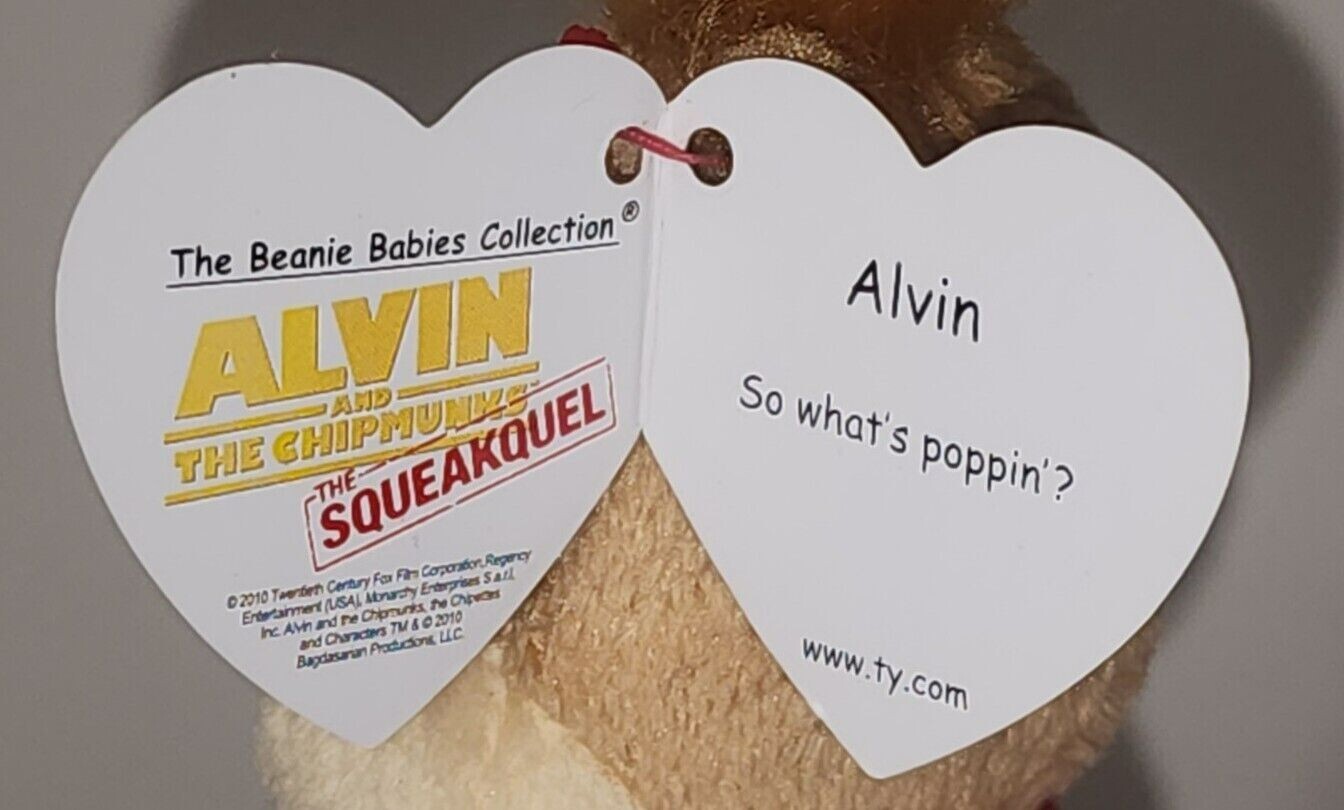 The Beanie Babies Collection®
ALVIN
AND
THE CHIPMUNKS™
THE
SQUEAKQUEL
© 2010 Twentieth Century Fox Film Corporation, Regency
Entertainment (USA), Monarchy Enterprises S.a.r.l.
Inc. Alvin and the Chipmunks, the Chipettes
and Characters TM & © 2010
Bagdasarian Productions, LLC.
Alvin
So what's poppin'?
www.ty.com